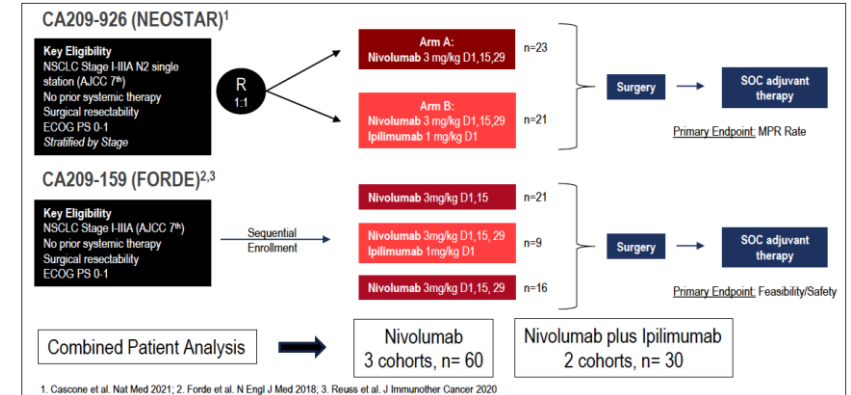 CA209-926 (NEOSTAR)1
Key Eligibility
NSCLC Stage I-IIIA N2 single
station (AJCC 7th)
No prior systemic therapy
Surgical resectability
ECOG PS 0-1
Stratified by Stage
R
1:1
Arm A:
Nivolumab 3 mg/kg D1,15,29
n=23
Arm B:
Nivolumab 3 mg/kg D1,15,29
Ipilimumab 1 mg/kg D1
n=21
Surgery
SOC adjuvant
therapy
Primary Endpoint: MPR Rate
CA209-159 (FORDE)2,3
Key Eligibility
NSCLC Stage I-IIIA (AJCC 7th)
No prior systemic therapy
Surgical resectability
ECOG PS 0-1
Sequential
Enrollment
Nivolumab 3mg/kg D1,15
n=21
Nivolumab 3mg/kg D1,15, 29
Ipilimumab 1mg/kg D1
n=9
Nivolumab 3mg/kg D1,15, 29
n=16
Surgery
SOC adjuvant
therapy
Primary Endpoint: Feasibility/Safety
Combined Patient Analysis
Nivolumab
3 cohorts, n= 60
Nivolumab plus Ipilimumab
2 cohorts, n= 30
1. Cascone et al. Nat Med 2021; 2. Forde et al. N Engl J Med 2018; 3. Reuss et al. J Immunother Cancer 2020